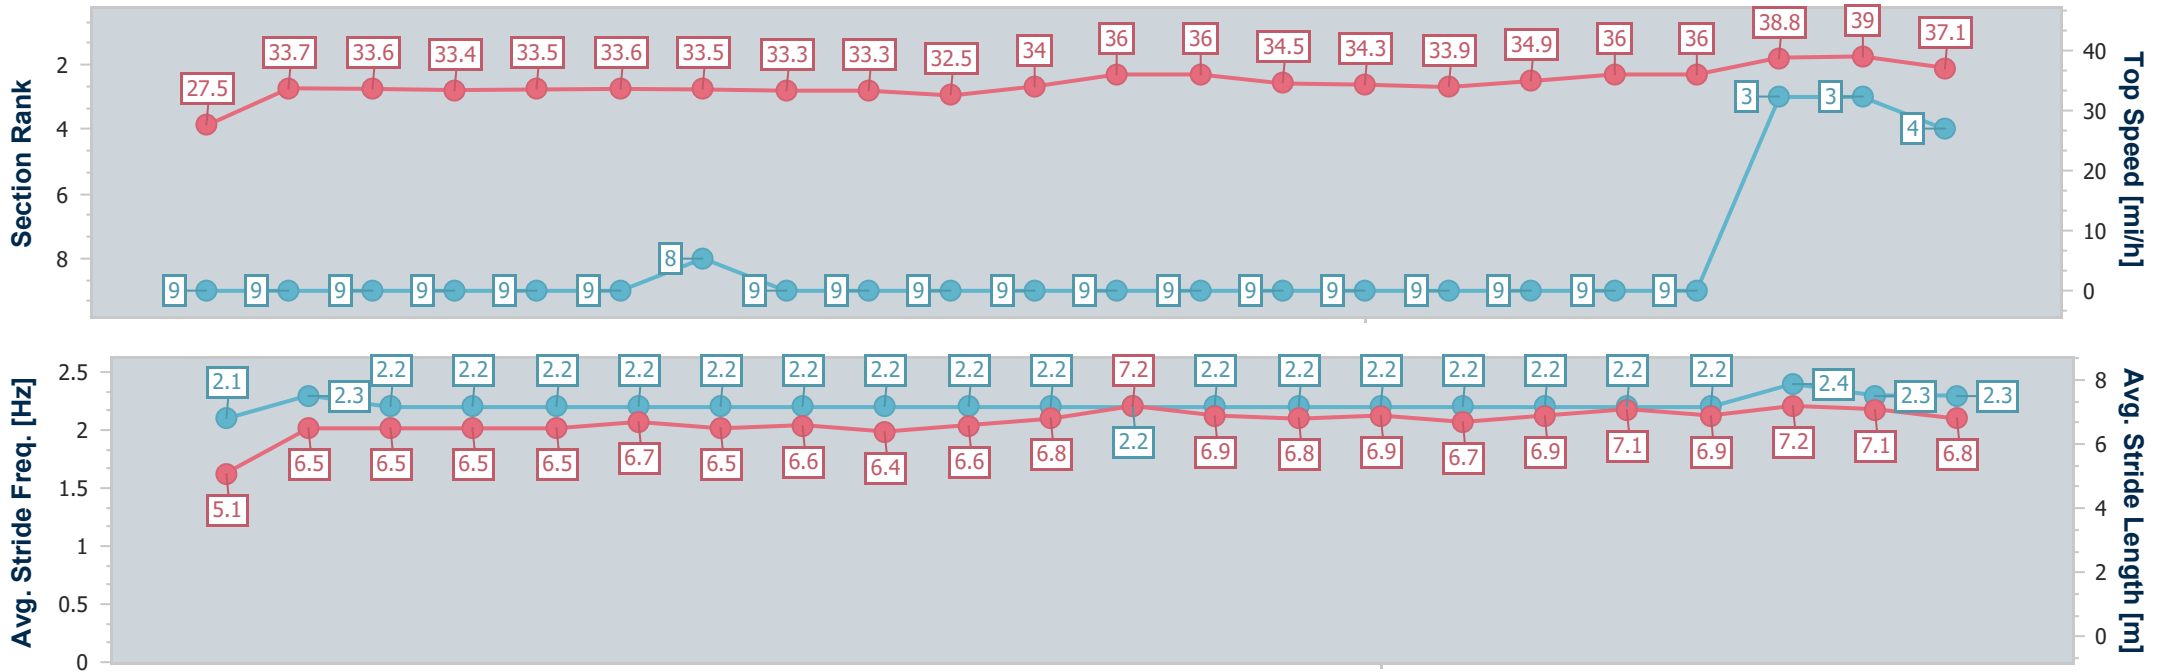 Section Rank
2
4
6
8
27.5 33.7 33.6 33.4 33.5 33.6 33.5 33.3 33.3 32.5 34 36 36 34.5 34.3 33.9 34.9 36 36 38.8 39 37.1
9 9 9 9 9 9 8 9 9 9 9 9 9 9 9 9 9 9 9 3 3 4
40
30
20
10
0
Top Speed [mi/h]
Avg. Stride Freq. [Hz]
2.5
2
1.5
1
0.5
0
2.1 2.3 2.2 2.2 2.2 2.2 2.2 2.2 2.2 2.2 2.2 2.2 2.2 2.2 2.2 2.2 2.2 2.2 2.2 2.4 2.3 2.3
5.1 6.5 6.5 6.5 6.5 6.7 6.5 6.6 6.4 6.6 6.8 7.2 6.9 6.8 6.9 6.7 6.9 7.1 6.9 7.2 7.1 6.8
8
6
4
2
0
Avg. Stride Length [m]